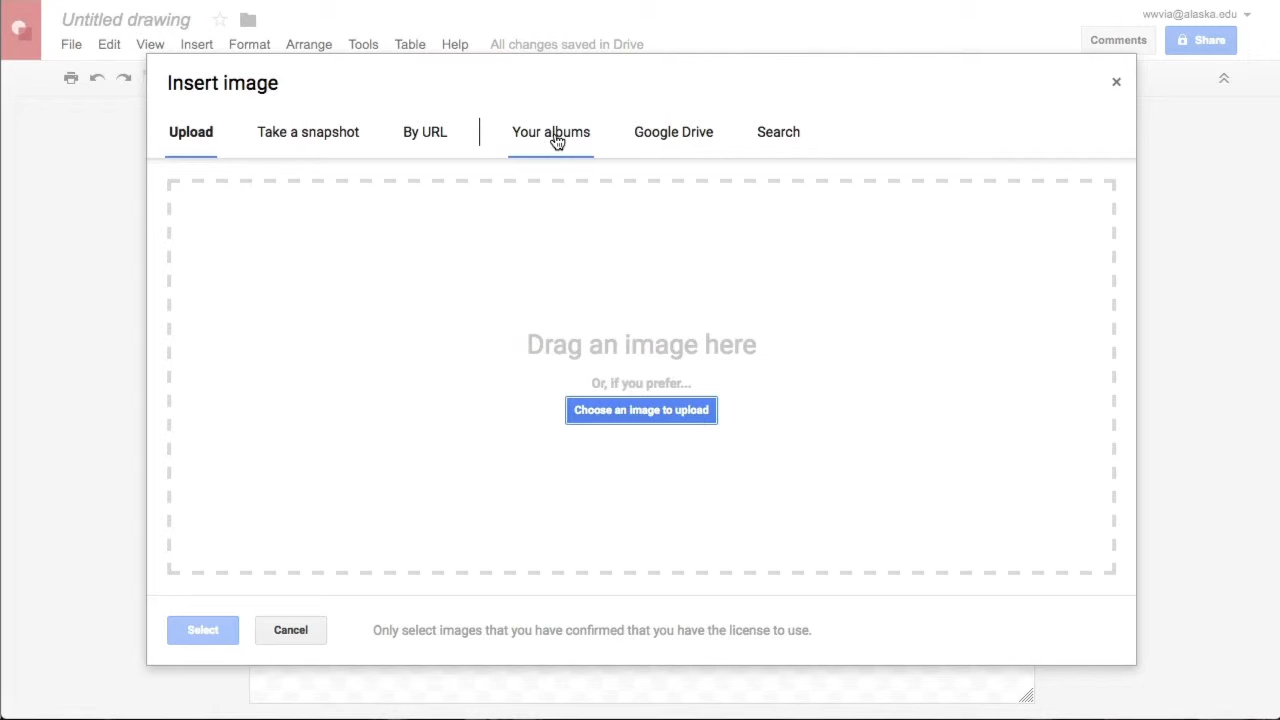 Untitled drawing
wwvia@alaska.edu
File Edit View Insert Format Arrange Tools Table Help All changes saved in Drive
Comments Share
Insert image
Upload Take a snapshot By URL Your albums Google Drive Search
Drag an image here
Or, if you prefer...
Choose an image to upload
Select Cancel Only select images that you have confirmed that you have the license to use.